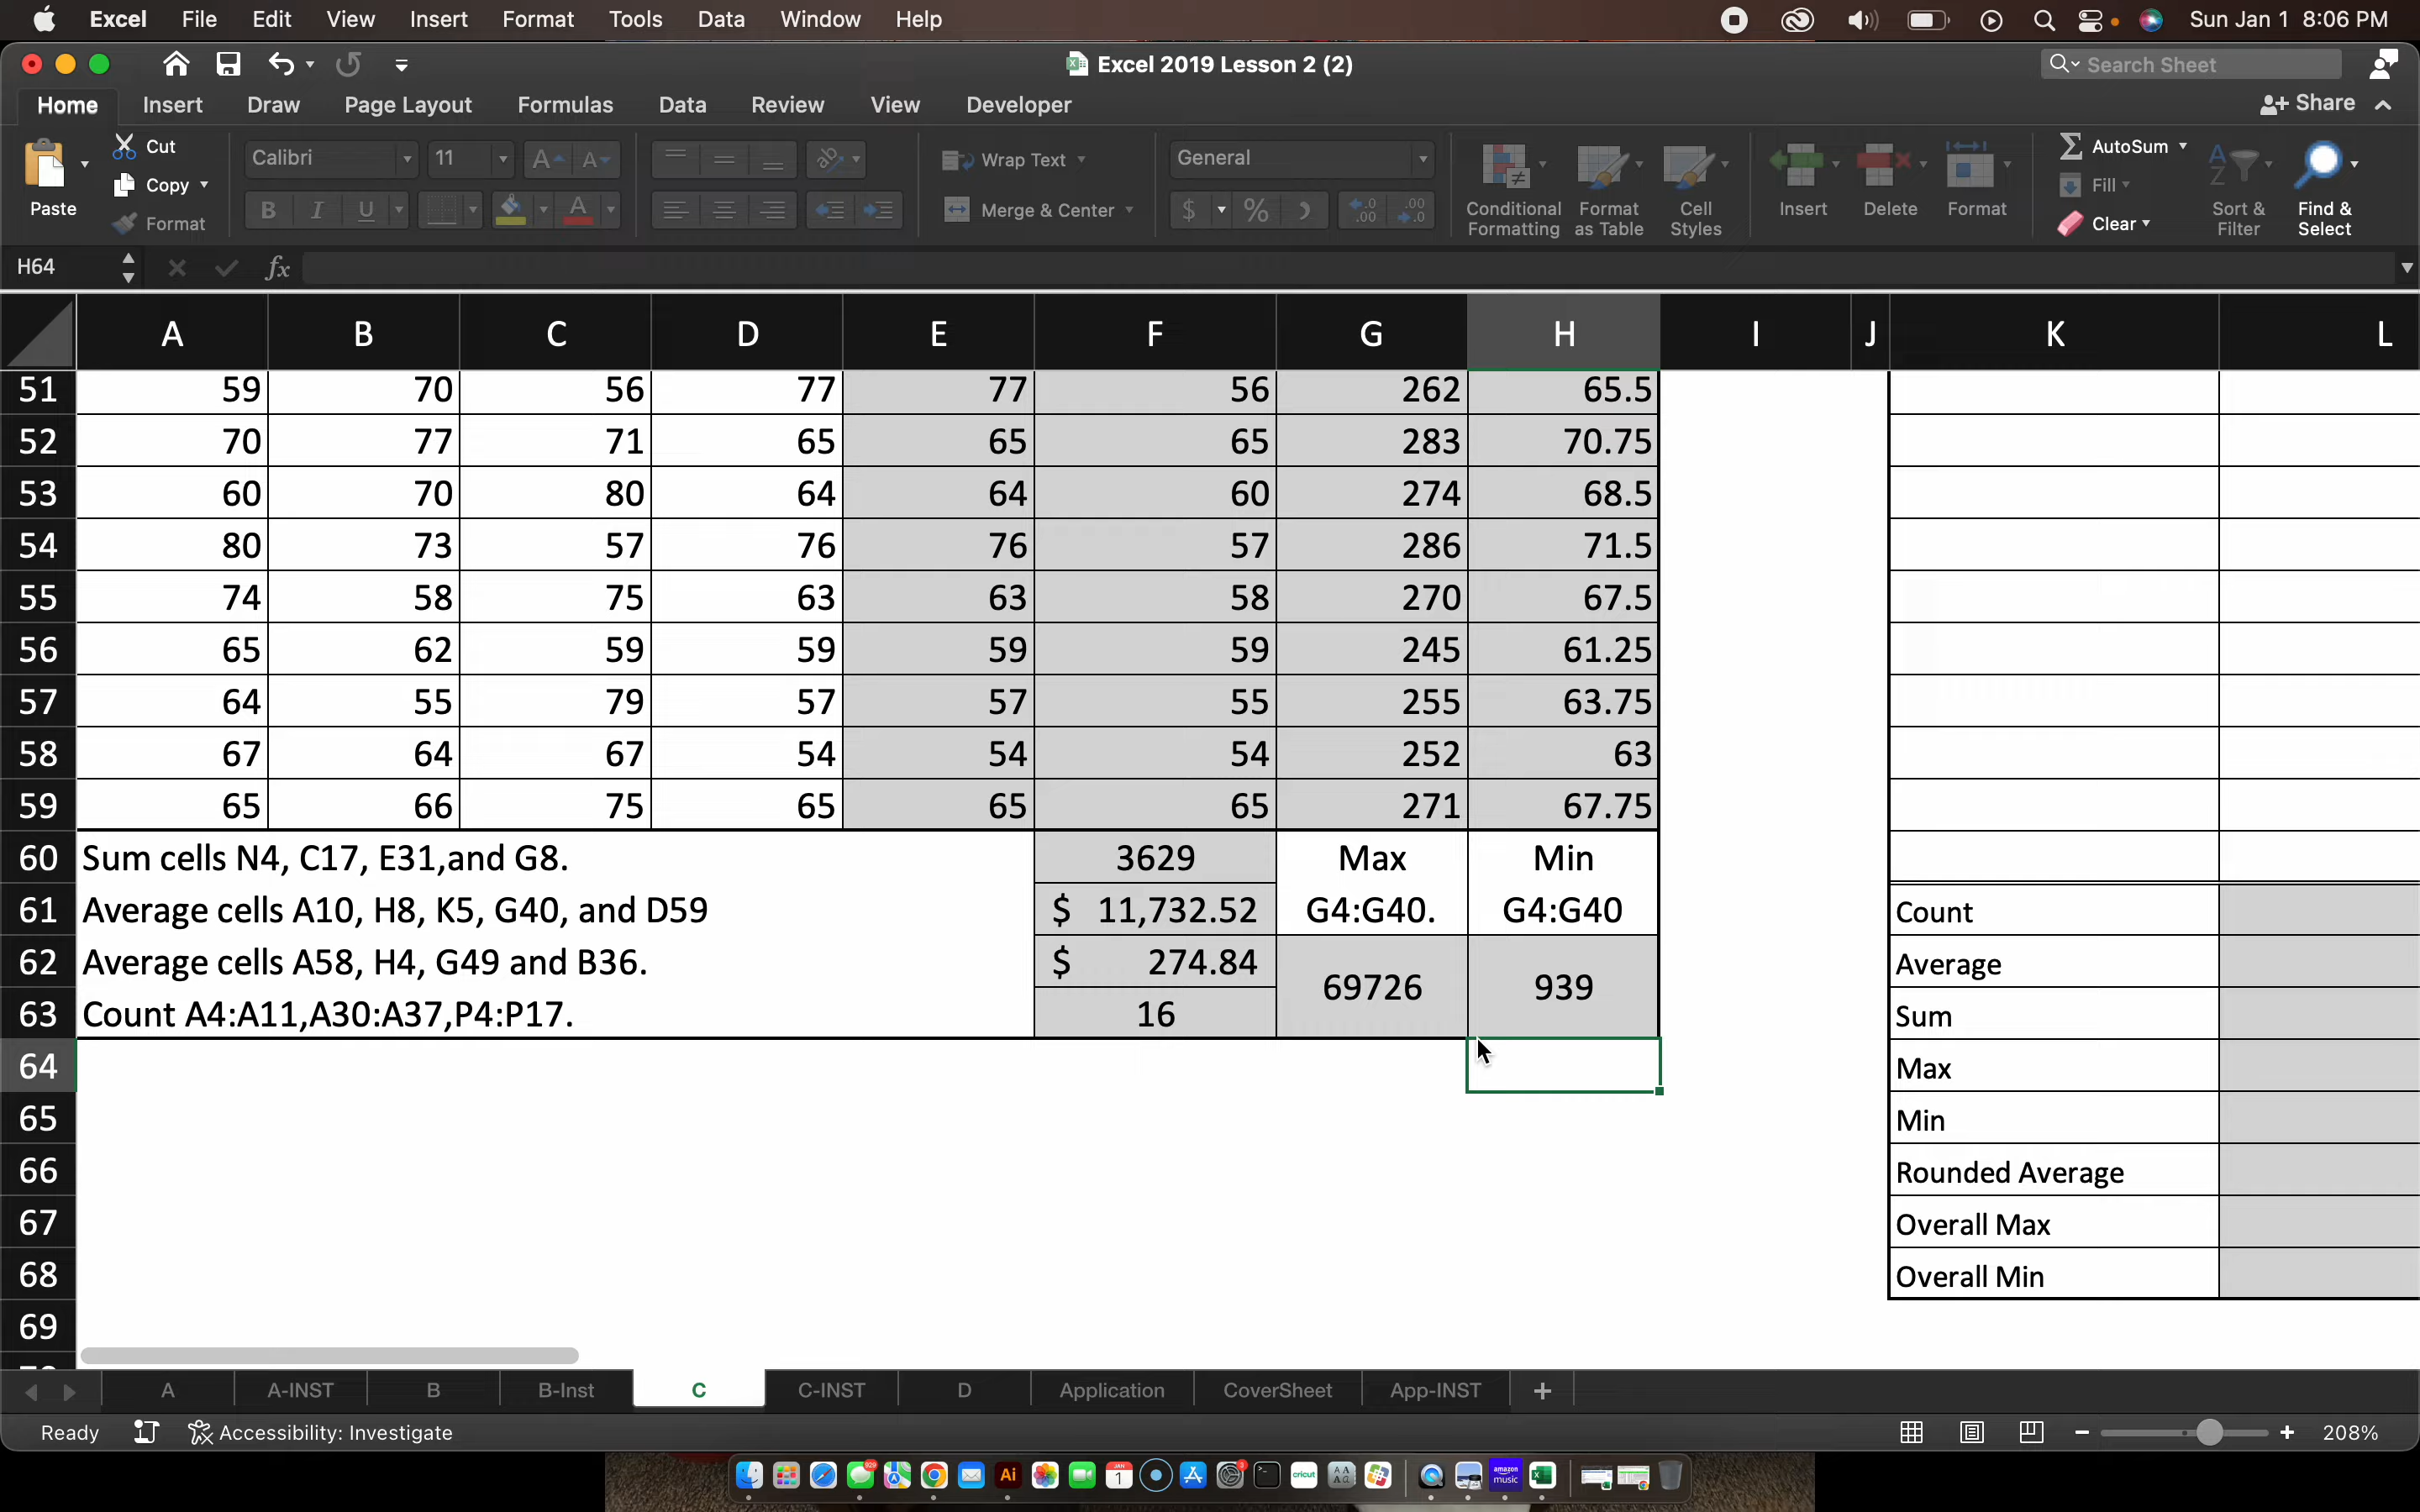 Excel File Edit View Insert Format Tools Data Window Help Sun Jan 1 8:06 PM
Excel 2019 Lesson 2 (2) Search Sheet
Home Insert Draw Page Layout Formulas Data Review View Developer Share
Paste Cut Calibri 11 Wrap Text General AutoSum
Copy Conditional Formatting Format as Table Cell Styles Insert Delete Format Fill Sort & Filter Find & Select
Format B I U Merge & Center $ % Clear
H64 fx
A B C D E F G H I J K L
51 59 70 56 77 77 56 262 65.5
52 70 77 71 65 65 65 283 70.75
53 60 70 80 64 64 60 274 68.5
54 80 73 57 76 76 57 286 71.5
55 74 58 75 63 63 58 270 67.5
56 65 62 59 59 59 59 245 61.25
57 64 55 79 57 57 55 255 63.75
58 67 64 67 54 54 54 252 63
59 65 66 75 65 65 65 271 67.75
60 Sum cells N4, C17, E31,and G8. 3629 Max Min
61 Average cells A10, H8, K5, G40, and D59 $ 11,732.52 G4:G40. G4:G40 Count
62 Average cells A58, H4, G49 and B36. $ 274.84 69726 939 Average
63 Count A4:A11,A30:A37,P4:P17. 16 Sum
64 Max
65 Min
66 Rounded Average
67 Overall Max
68 Overall Min
69
A A-INST B B-Inst C C-INST D Application CoverSheet App-INST +
Ready Accessibility: Investigate 208%
Ai JAN 1 cricut amazon music